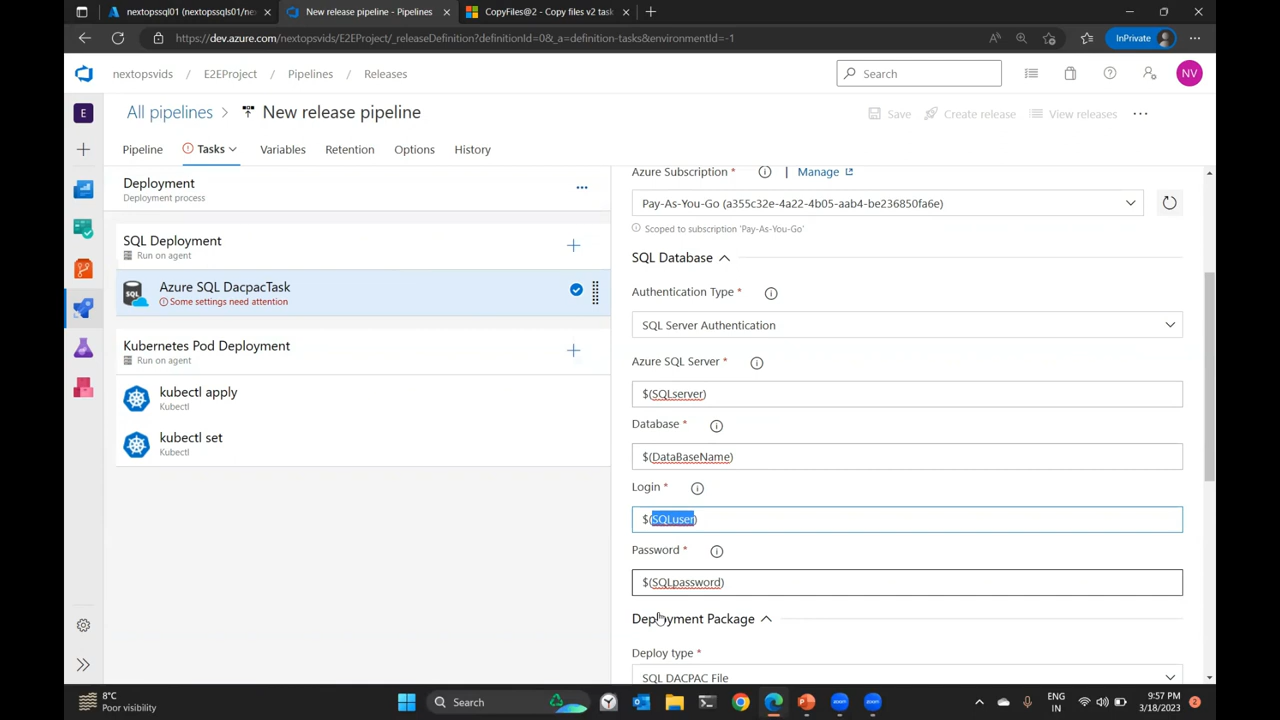 nextopssql01 (nextopssqls01/ne
New release pipeline - Pipelines
CopyFiles@2 - Copy files v2 task
https://dev.azure.com/nextopsvids/E2EProject/_releaseDefinition?definitionId=0&_a=definition-tasks&environmentId=-1
InPrivate
nextopsvids / E2EProject / Pipelines / Releases
Search
NV
E
All pipelines > New release pipeline
Save
Create release
View releases
Pipeline
Tasks
Variables
Retention
Options
History
Deployment
Deployment process
SQL Deployment
Run on agent
Azure SQL DacpacTask
Some settings need attention
Kubernetes Pod Deployment
Run on agent
kubectl apply
Kubectl
kubectl set
Kubectl
Azure Subscription * | Manage
Pay-As-You-Go (a355c32e-4a22-4b05-aab4-be236850fa6e)
Scoped to subscription 'Pay-As-You-Go'
SQL Database
Authentication Type *
SQL Server Authentication
Azure SQL Server *
$(SQLserver)
Database *
$(DataBaseName)
Login *
$(SQLuser)
Password *
$(SQLpassword)
Deployment Package
Deploy type *
SQL DACPAC File
8°C
Poor visibility
Search
zoom
zoom
ENG
IN
9:57 PM
3/18/2023
2